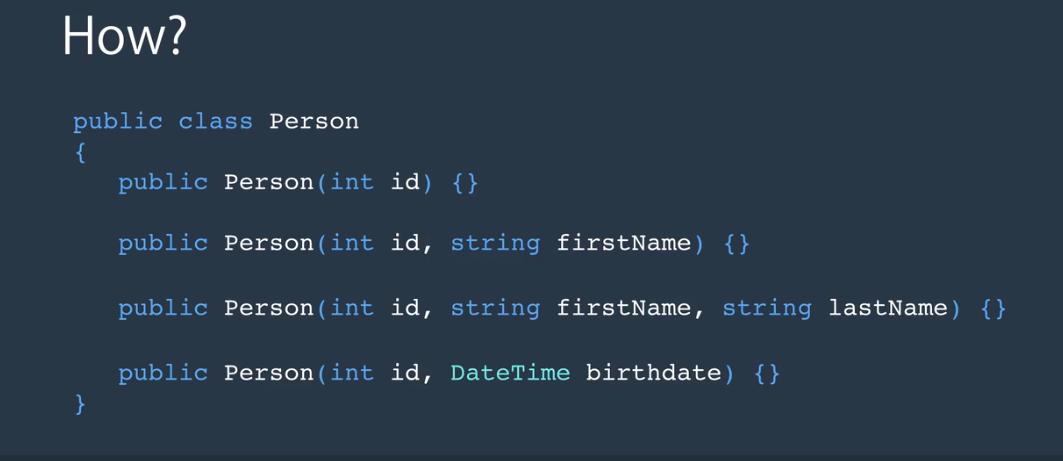 How?
public class Person
{
public Person(int id) {}
public Person(int id, string firstName) {}
public Person(int id, string firstName, string lastName) {}
public Person(int id, DateTime birthdate) {}
}